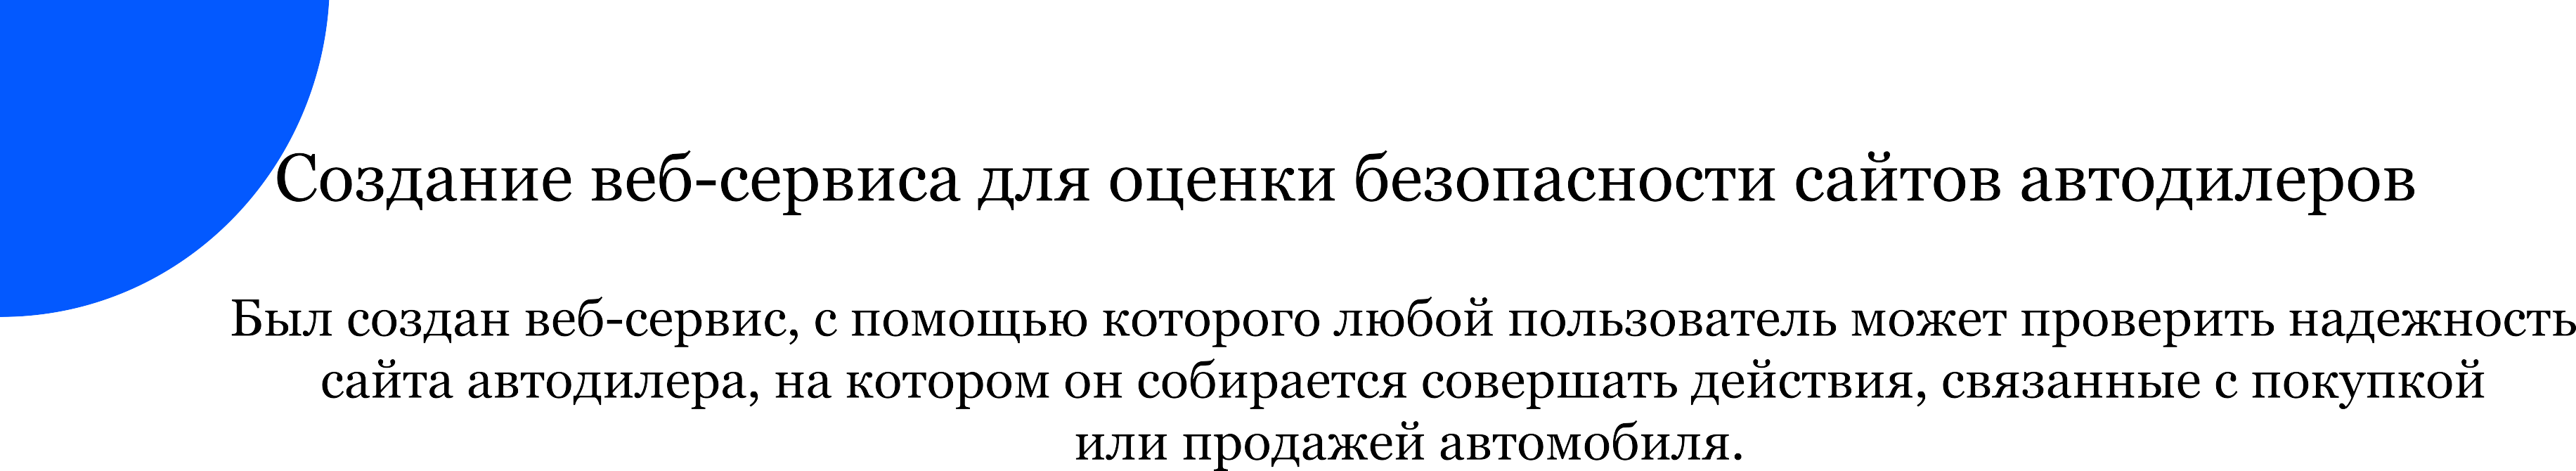 Создание веб-сервиса для оценки безопасности сайтов автодилеров
Был создан веб-сервис, с помощью которого любой пользователь может проверить надежность
сайта автодилера, на котором он собирается совершать действия, связанные с покупкой
или продажей автомобиля.